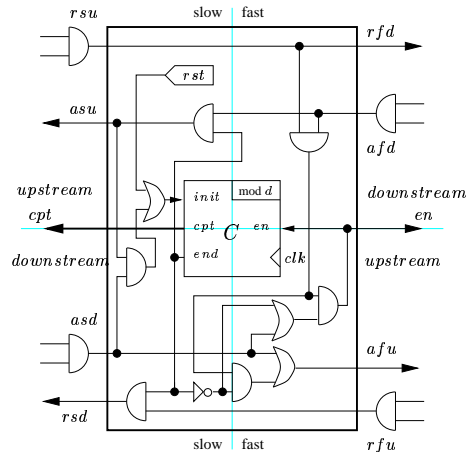 slow fast
rsu
rfd
rst
asu
afd
mod d
upstream
init
downstream
cpt
cpt
en
en
C
downstream
end
clk
upstream
asd
afu
rsd
rfu
slow fast